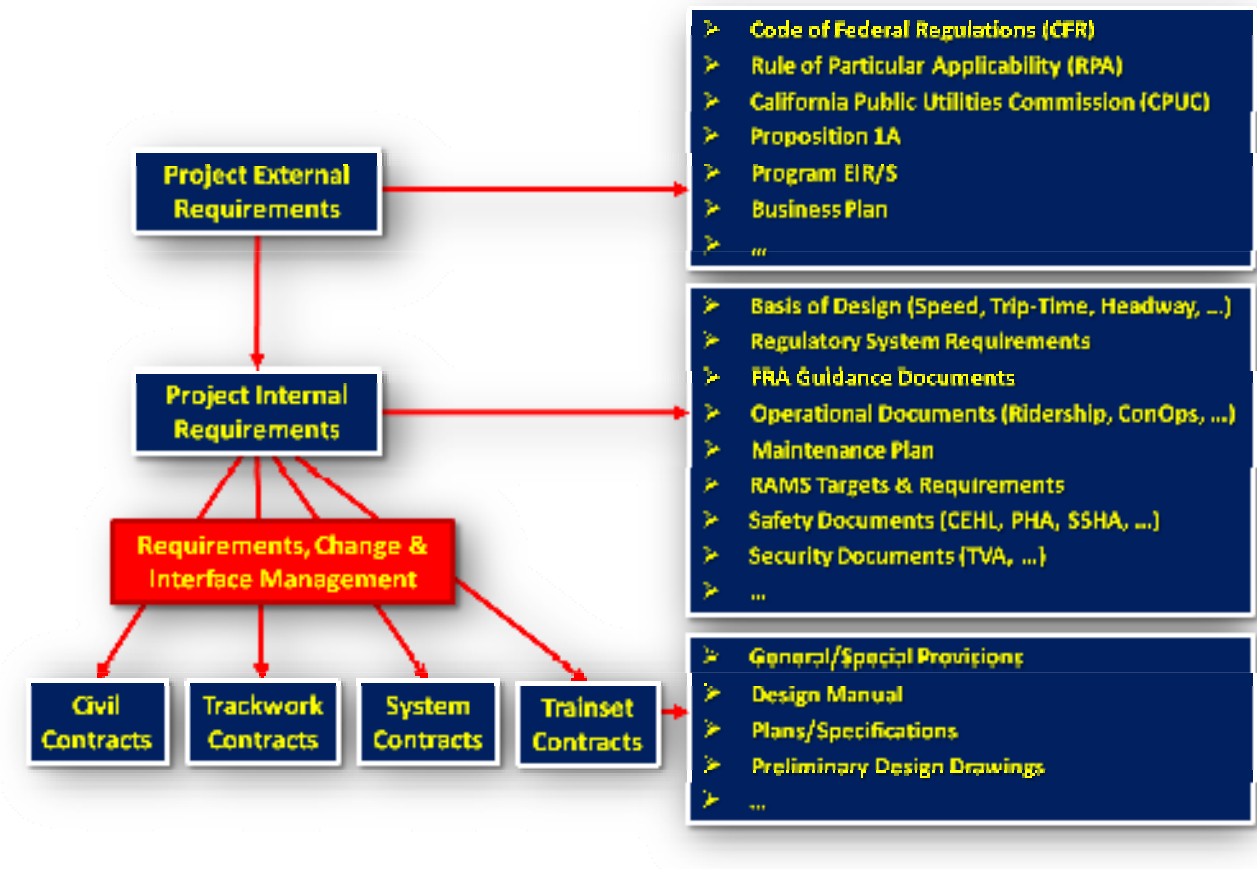 Project External
Requirements
Code of Federal Regulations (CFR)
Rule of Particular Applicability (RPA)
California Public Utilities Commission (CPUC)
Proposition 1A
Program EIR/S
Business Plan
...
Project Internal
Requirements
Basis of Design (Speed, Trip-Time, Headway, ...)
Regulatory System Requirements
FRA Guidance Documents
Operational Documents (Ridership, ConOps, ...)
Maintenance Plan
RAMS Targets & Requirements
Safety Documents (CEHL, PHA, SSHA, ...)
Security Documents (TVA, ...)
...
Requirements, Change &
Interface Management
Civil
Contracts
Trackwork
Contracts
System
Contracts
Trainset
Contracts
General/Special Provisions
Design Manual
Plans/Specifications
Preliminary Design Drawings
...